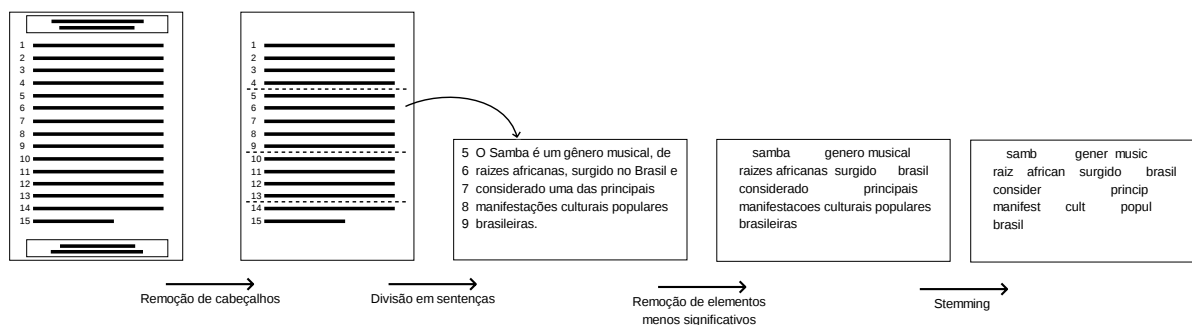 1
2
3
4
5
6
7
8
9
10
11
12
13
14
15
1
2
3
4
5
6
7
8
9
10
11
12
13
14
15
5 O Samba é um gênero musical, de
6 raizes africanas, surgido no Brasil e
7 considerado uma das principais
8 manifestações culturais populares
9 brasileiras.
samba genero musical
raizes africanas surgido brasil
considerado principais
manifestacoes culturais populares
brasileiras
samb gener music
raiz african surgido brasil
consider princip
manifest cult popul
brasil
Remoção de cabeçalhos
Divisão em sentenças
Remoção de elementos
menos significativos
Stemming